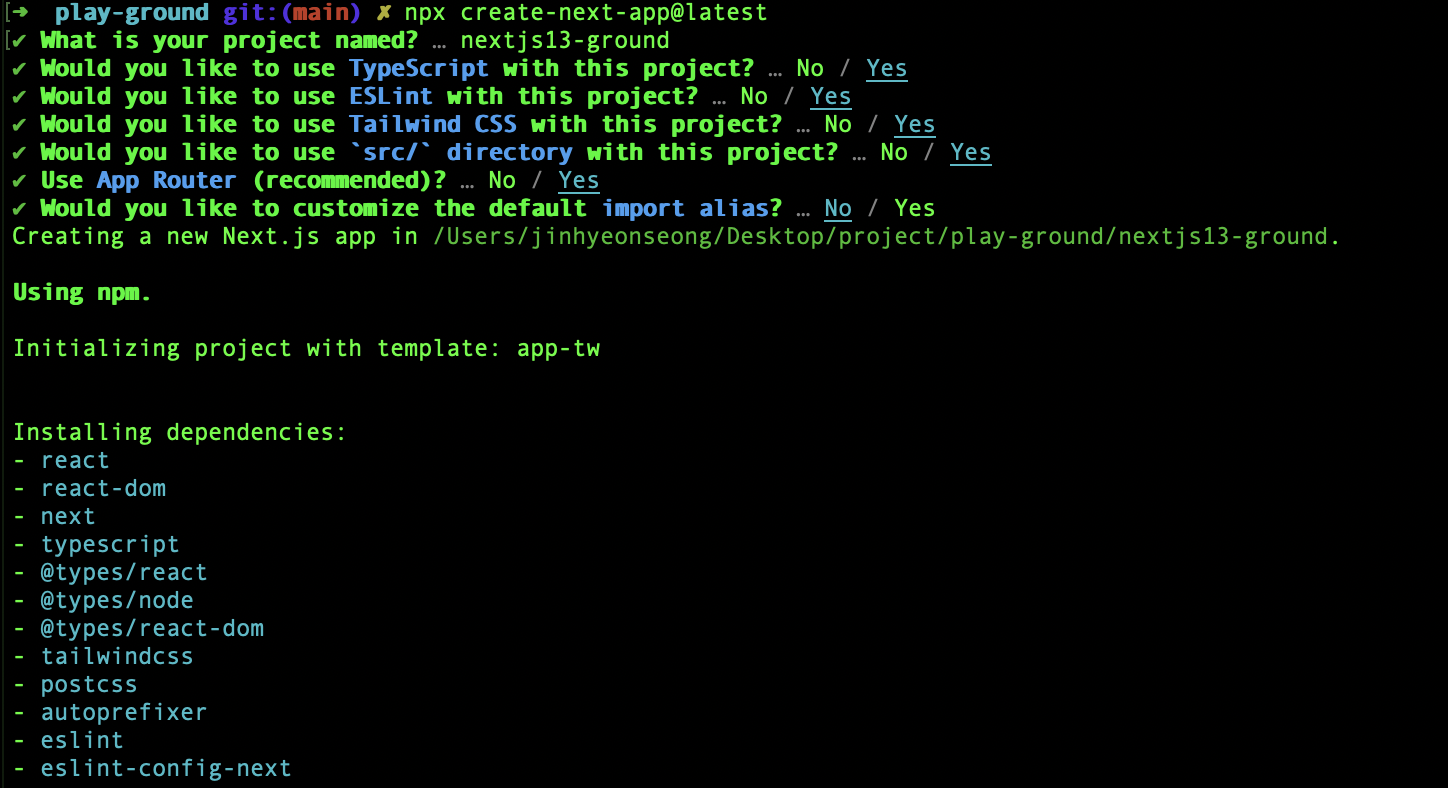 [➜  play-ground git:(main) ✗ npx create-next-app@latest
[✔ What is your project named? … nextjs13-ground
✔ Would you like to use TypeScript with this project? … No / Yes
✔ Would you like to use ESLint with this project? … No / Yes
✔ Would you like to use Tailwind CSS with this project? … No / Yes
✔ Would you like to use `src/` directory with this project? … No / Yes
✔ Use App Router (recommended)? … No / Yes
✔ Would you like to customize the default import alias? … No / Yes
Creating a new Next.js app in /Users/jinhyeonseong/Desktop/project/play-ground/nextjs13-ground.
Using npm.
Initializing project with template: app-tw
Installing dependencies:
- react
- react-dom
- next
- typescript
- @types/react
- @types/node
- @types/react-dom
- tailwindcss
- postcss
- autoprefixer
- eslint
- eslint-config-next